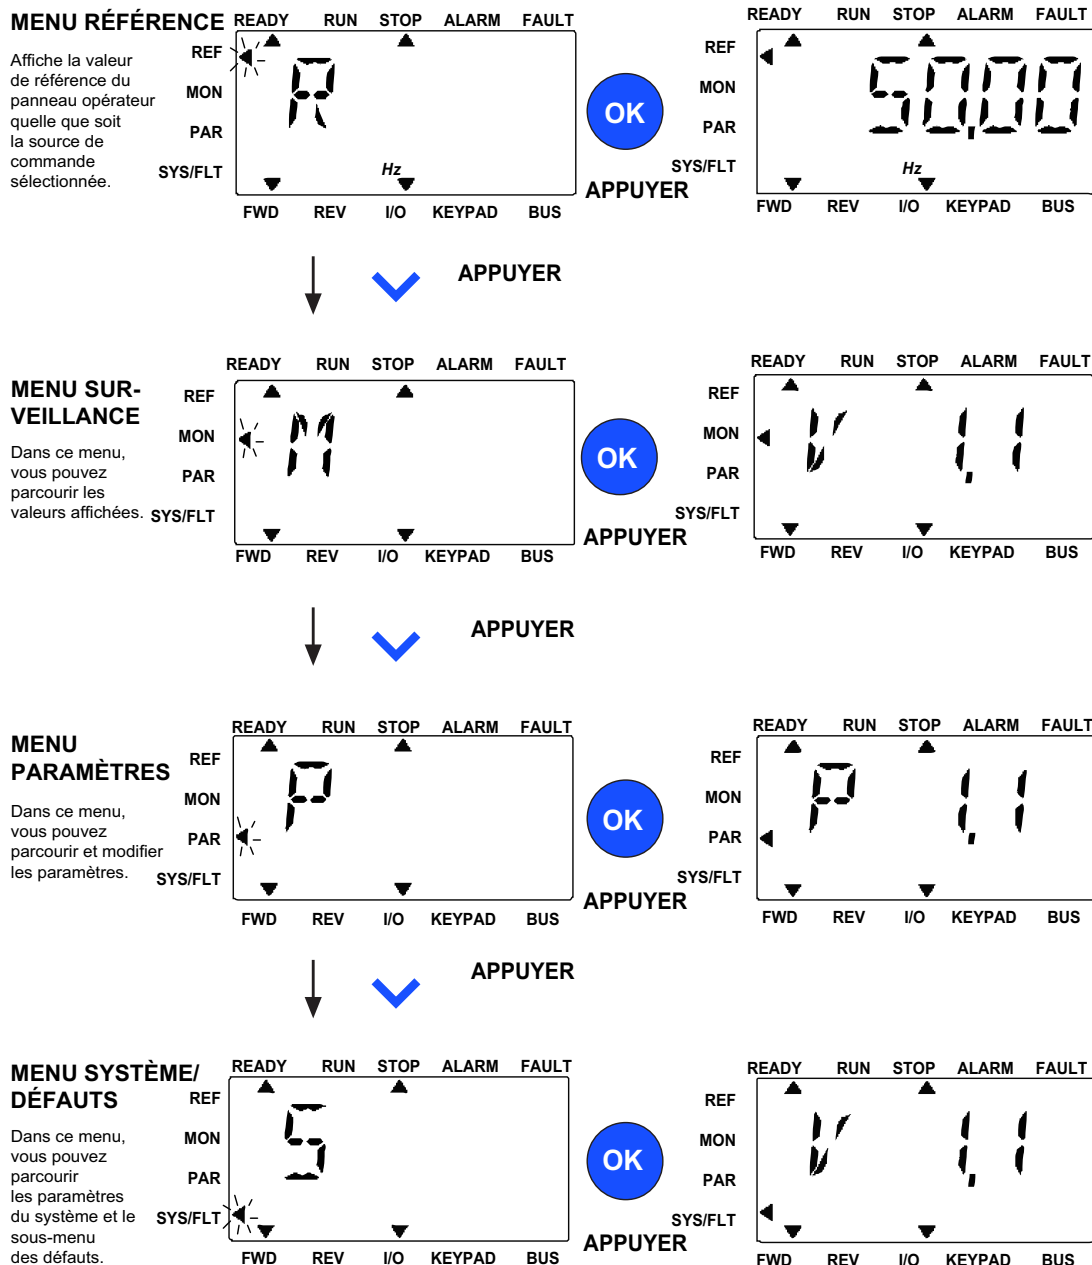 MENU RÉFÉRENCE
Affiche la valeur
de référence du
panneau opérateur
quelle que soit
la source de
commande
sélectionnée.
READY RUN STOP ALARM FAULT
REF
MON
PAR
SYS/FLT
R
Hz
FWD REV I/O KEYPAD BUS
OK
APPUYER
READY RUN STOP ALARM FAULT
REF
MON
PAR
SYS/FLT
50,00
Hz
FWD REV I/O KEYPAD BUS
APPUYER
MENU SUR-
VEILLANCE
Dans ce menu,
vous pouvez
parcourir les
valeurs affichées.
READY RUN STOP ALARM FAULT
REF
MON
PAR
SYS/FLT
M
FWD REV I/O KEYPAD BUS
OK
APPUYER
READY RUN STOP ALARM FAULT
REF
MON
PAR
SYS/FLT
V 1,1
FWD REV I/O KEYPAD BUS
APPUYER
MENU
PARAMÈTRES
Dans ce menu,
vous pouvez
parcourir et modifier
les paramètres.
READY RUN STOP ALARM FAULT
REF
MON
PAR
SYS/FLT
P
FWD REV I/O KEYPAD BUS
OK
APPUYER
READY RUN STOP ALARM FAULT
REF
MON
PAR
SYS/FLT
P 1,1
FWD REV I/O KEYPAD BUS
APPUYER
MENU SYSTÈME/
DÉFAUTS
Dans ce menu,
vous pouvez
parcourir
les paramètres
du système et le
sous-menu
des défauts.
READY RUN STOP ALARM FAULT
REF
MON
PAR
SYS/FLT
S
FWD REV I/O KEYPAD BUS
OK
APPUYER
READY RUN STOP ALARM FAULT
REF
MON
PAR
SYS/FLT
V 1,1
FWD REV I/O KEYPAD BUS